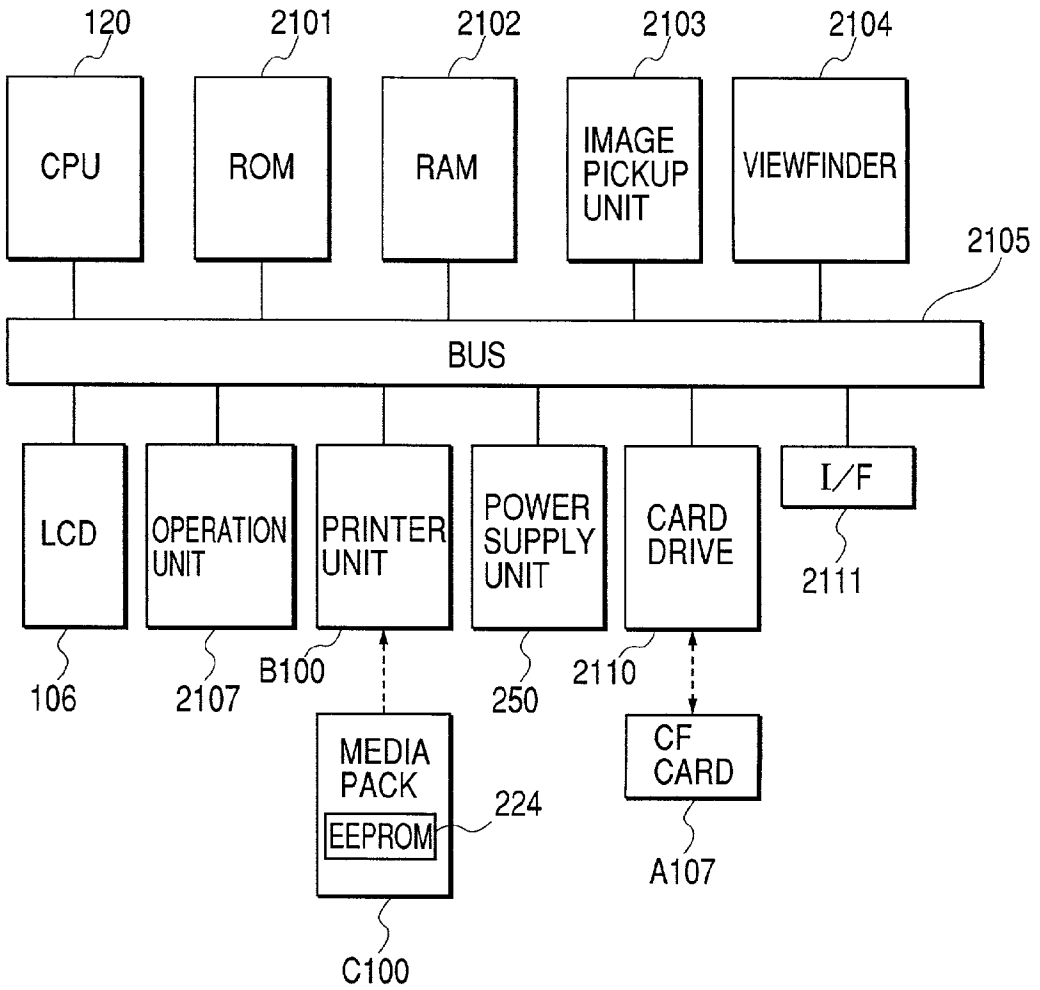 120 2101 2102 2103 2104
CPU
ROM
RAM
IMAGE
PICKUP
UNIT
VIEWFINDER
2105
BUS
LCD
OPERATION
UNIT
PRINTER
UNIT
POWER
SUPPLY
UNIT
CARD
DRIVE
I/F
2111
106
2107
B100
250
2110
MEDIA
PACK
EEPROM
224
CF
CARD
A107
C100